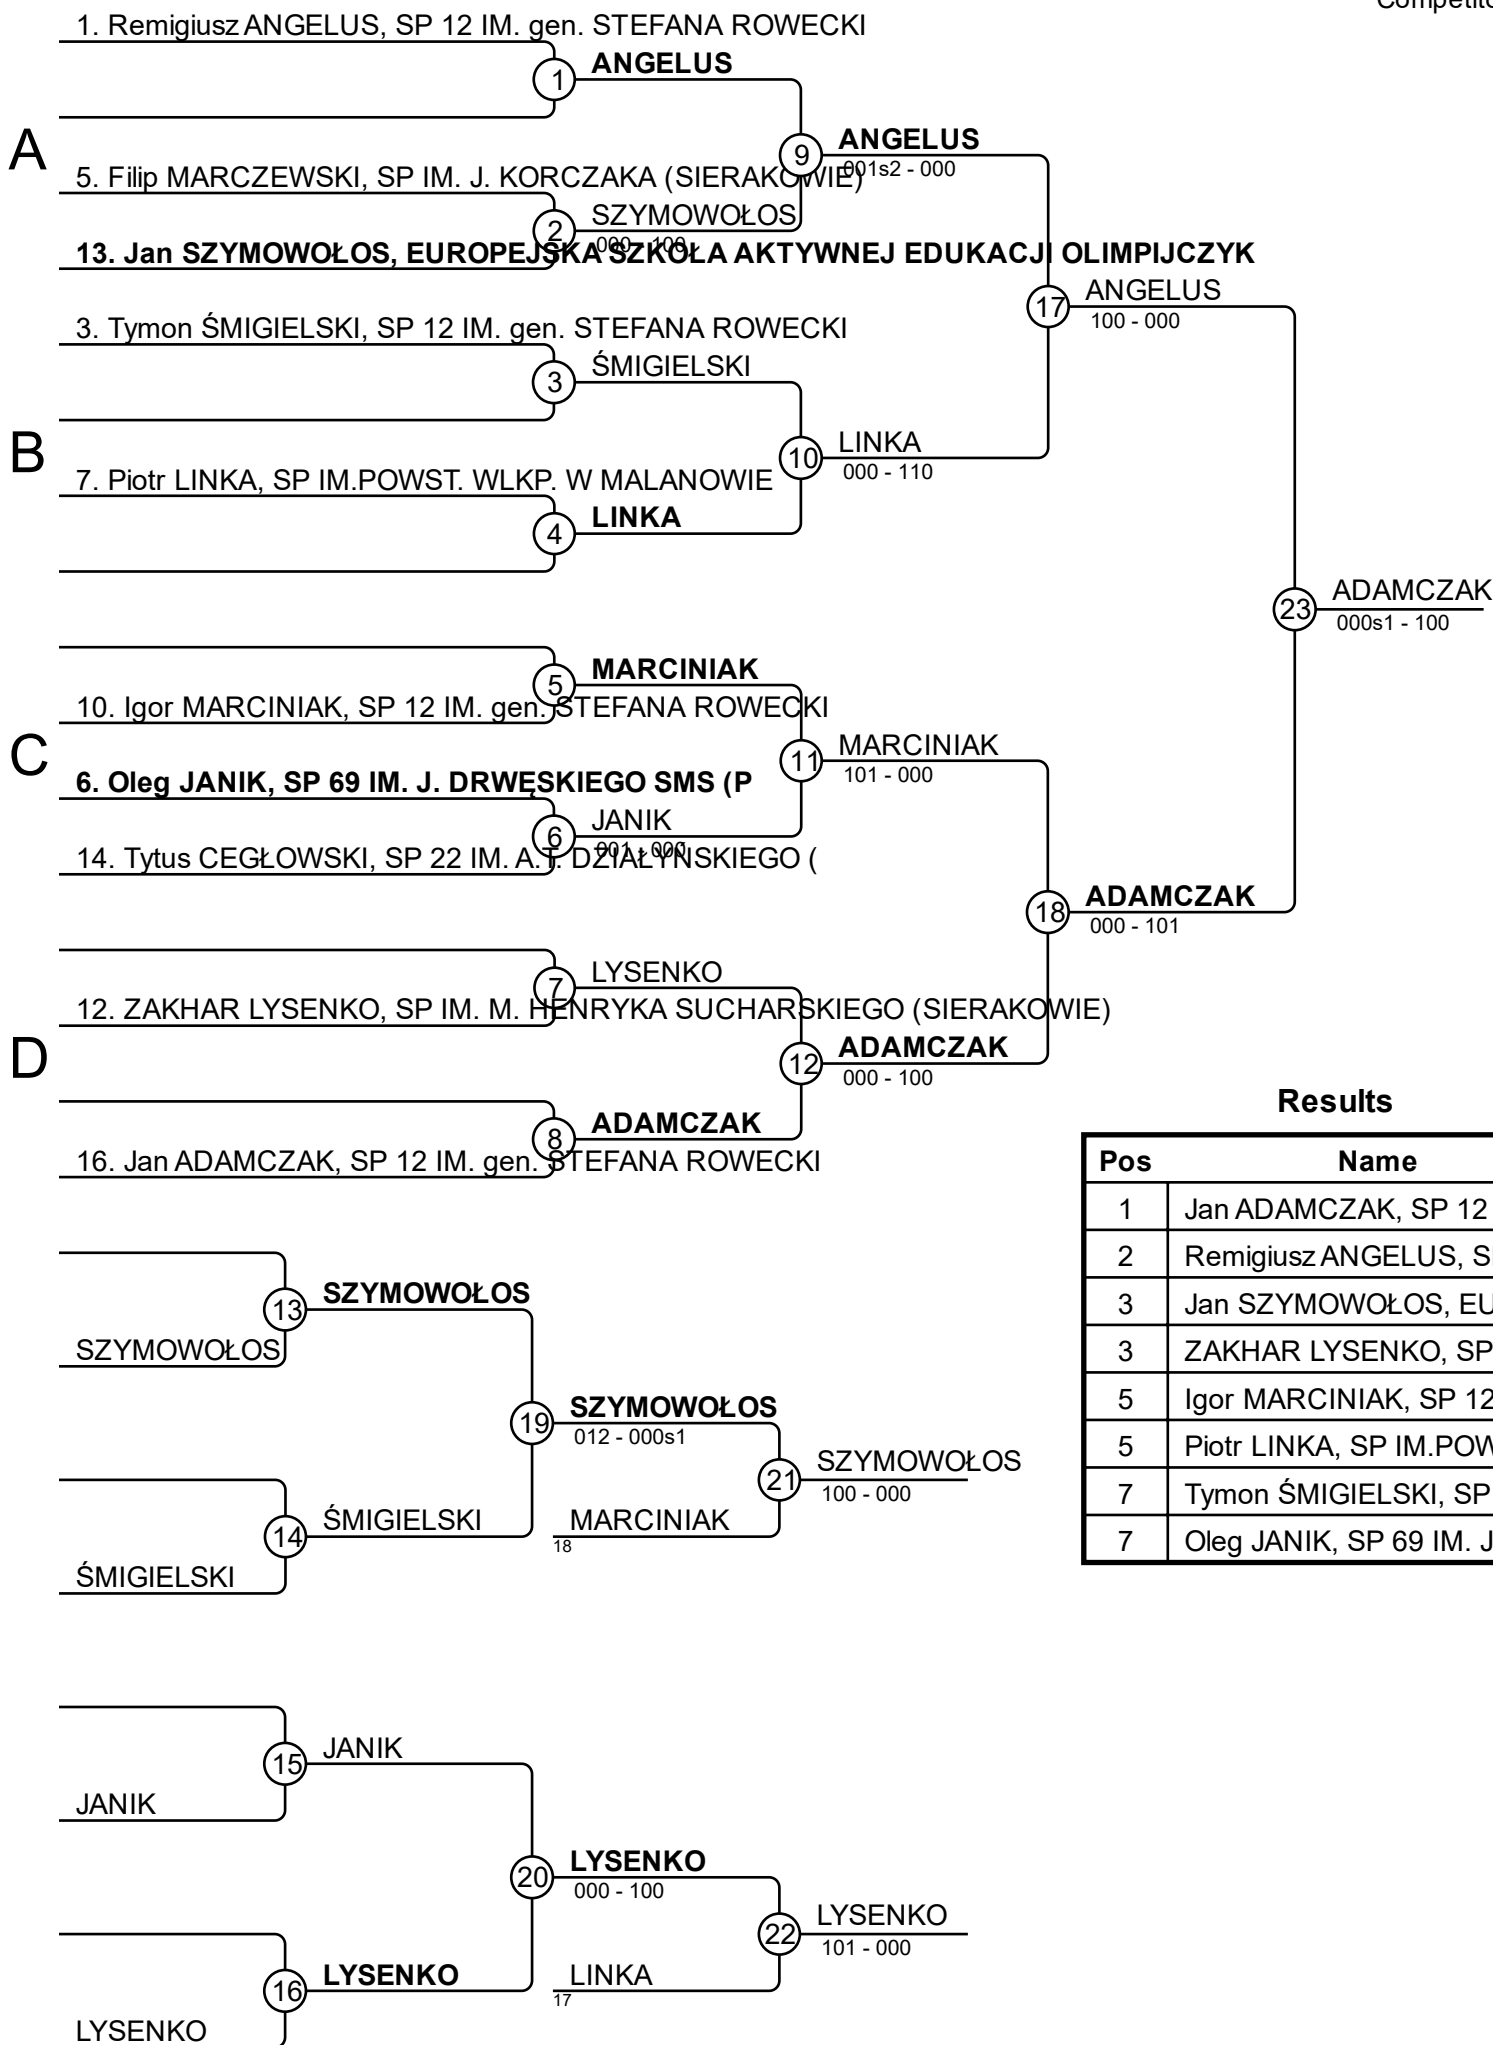 Competito
1. Remigiusz ANGELUS, SP 12 IM. gen. STEFANA ROWECKI
1
ANGELUS
A
9
ANGELUS
001s2 - 000
5. Filip MARCZEWSKI, SP IM. J. KORCZAKA (SIERAKOWIE)
2
SZYMOWOŁOS
000 - 100
13. Jan SZYMOWOŁOS, EUROPEJSKA SZKOŁA AKTYWNEJ EDUKACJI OLIMPIJCZYK
17
ANGELUS
100 - 000
3. Tymon ŚMIGIELSKI, SP 12 IM. gen. STEFANA ROWECKI
3
ŚMIGIELSKI
B
10
LINKA
000 - 110
7. Piotr LINKA, SP IM.POWST. WLKP. W MALANOWIE
4
LINKA
23
ADAMCZAK
000s1 - 100
5
MARCINIAK
10. Igor MARCINIAK, SP 12 IM. gen. STEFANA ROWECKI
C
11
MARCINIAK
101 - 000
6. Oleg JANIK, SP 69 IM. J. DRWĘSKIEGO SMS (P
6
JANIK
001 - 000
14. Tytus CEGŁOWSKI, SP 22 IM. A.T. DZIAŁYŃSKIEGO (
18
ADAMCZAK
000 - 101
7
LYSENKO
12. ZAKHAR LYSENKO, SP IM. M. HENRYKA SUCHARSKIEGO (SIERAKOWIE)
D
12
ADAMCZAK
000 - 100
8
ADAMCZAK
16. Jan ADAMCZAK, SP 12 IM. gen. STEFANA ROWECKI
Results
Pos Name
1 Jan ADAMCZAK, SP 12
2 Remigiusz ANGELUS, S
3 Jan SZYMOWOŁOS, EU
3 ZAKHAR LYSENKO, SP
5 Igor MARCINIAK, SP 12
5 Piotr LINKA, SP IM.POW
7 Tymon ŚMIGIELSKI, SP
7 Oleg JANIK, SP 69 IM. J
13
SZYMOWOŁOS
SZYMOWOŁOS
19
SZYMOWOŁOS
012 - 000s1
21
SZYMOWOŁOS
100 - 000
14
ŚMIGIELSKI
MARCINIAK
18
ŚMIGIELSKI
15
JANIK
JANIK
20
LYSENKO
000 - 100
22
LYSENKO
101 - 000
16
LYSENKO
LINKA
17
LYSENKO